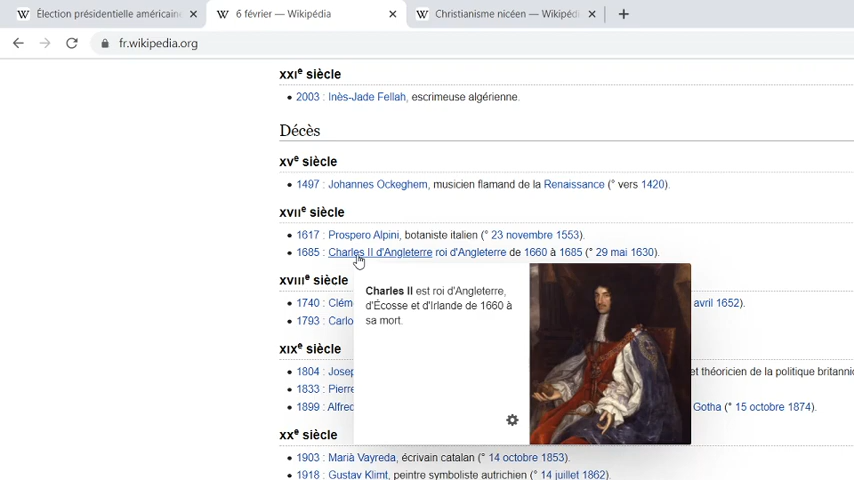 Élection présidentielle américaine
6 février — Wikipédia
Christianisme nicéen — Wikipéd
fr.wikipedia.org
XXIe siècle
2003 : Inès-Jade Fellah, escrimeuse algérienne.
Décès
XVe siècle
1497 : Johannes Ockeghem, musicien flamand de la Renaissance (° vers 1420).
XVIIe siècle
1617 : Prospero Alpini, botaniste italien (° 23 novembre 1553).
1685 : Charles II d'Angleterre roi d'Angleterre de 1660 à 1685 (° 29 mai 1630).
XVIIIe siècle
1740 : Clém
avril 1652).
1793 : Carlo
Charles II est roi d'Angleterre,
d'Écosse et d'Irlande de 1660 à
sa mort.
XIXe siècle
1804 : Josep
et théoricien de la politique britanni
1833 : Pierre
1899 : Alfred
Gotha (° 15 octobre 1874).
XXe siècle
1903 : Marià Vayreda, écrivain catalan (° 14 octobre 1853).
1918 : Gustav Klimt, peintre symboliste autrichien (° 14 juillet 1862).